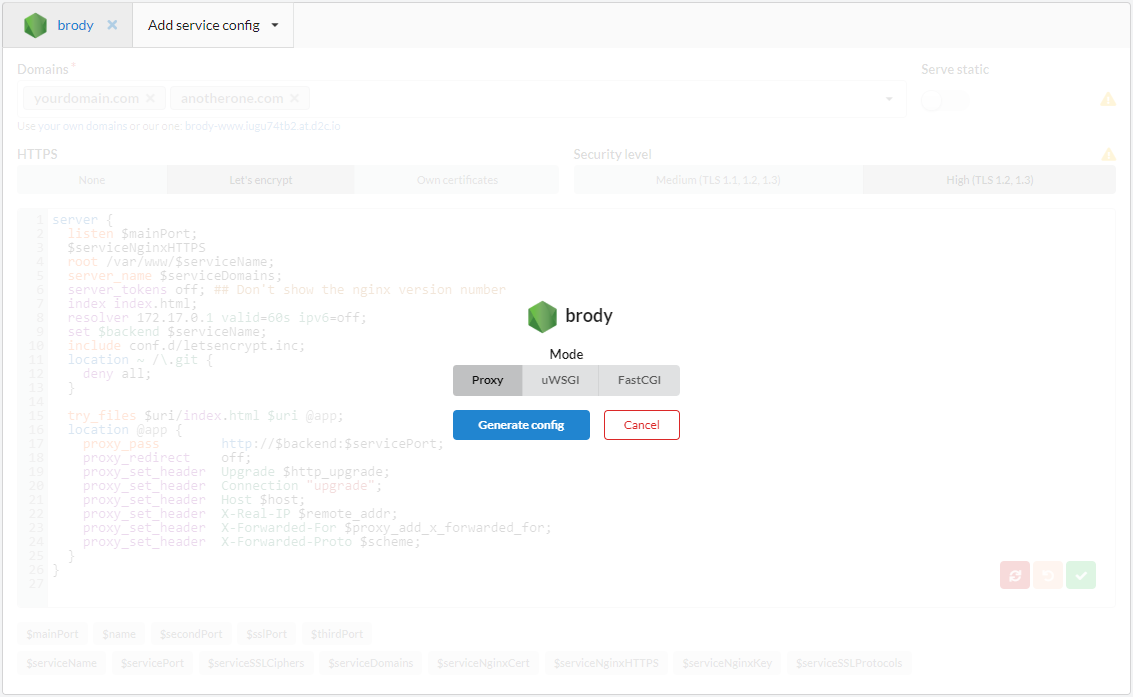 brody
Add service config
Domains *
Serve static
yourdomain.com
anotherone.com
Use your own domains or our one: brody-www.iugu74tb2.at.d2c.io
HTTPS
Security level
None
Let's encrypt
Own certificates
Medium (TLS 1.1, 1.2, 1.3)
High (TLS 1.2, 1.3)
1 server {
2 listen $mainPort;
3 $serviceNginxHTTPS
4 root /var/www/$serviceName;
5 server_name $serviceDomains;
6 server_tokens off; ## Don't show the nginx version number
7 index index.html;
8 resolver 172.17.0.1 valid=60s ipv6=off;
9 set $backend $serviceName;
10 include conf.d/letsencrypt.inc;
11 location ~ /\.git {
12 deny all;
13 }
14
15 try_files $uri/index.html $uri @app;
16 location @app {
17 proxy_pass http://$backend:$servicePort;
18 proxy_redirect off;
19 proxy_set_header Upgrade $http_upgrade;
20 proxy_set_header Connection "upgrade";
21 proxy_set_header Host $host;
22 proxy_set_header X-Real-IP $remote_addr;
23 proxy_set_header X-Forwarded-For $proxy_add_x_forwarded_for;
24 proxy_set_header X-Forwarded-Proto $scheme;
25 }
26 }
27
brody
Mode
Proxy
uWSGI
FastCGI
Generate config
Cancel
$mainPort
$name
$secondPort
$sslPort
$thirdPort
$serviceName
$servicePort
$serviceSSLCiphers
$serviceDomains
$serviceNginxCert
$serviceNginxHTTPS
$serviceNginxKey
$serviceSSLProtocols